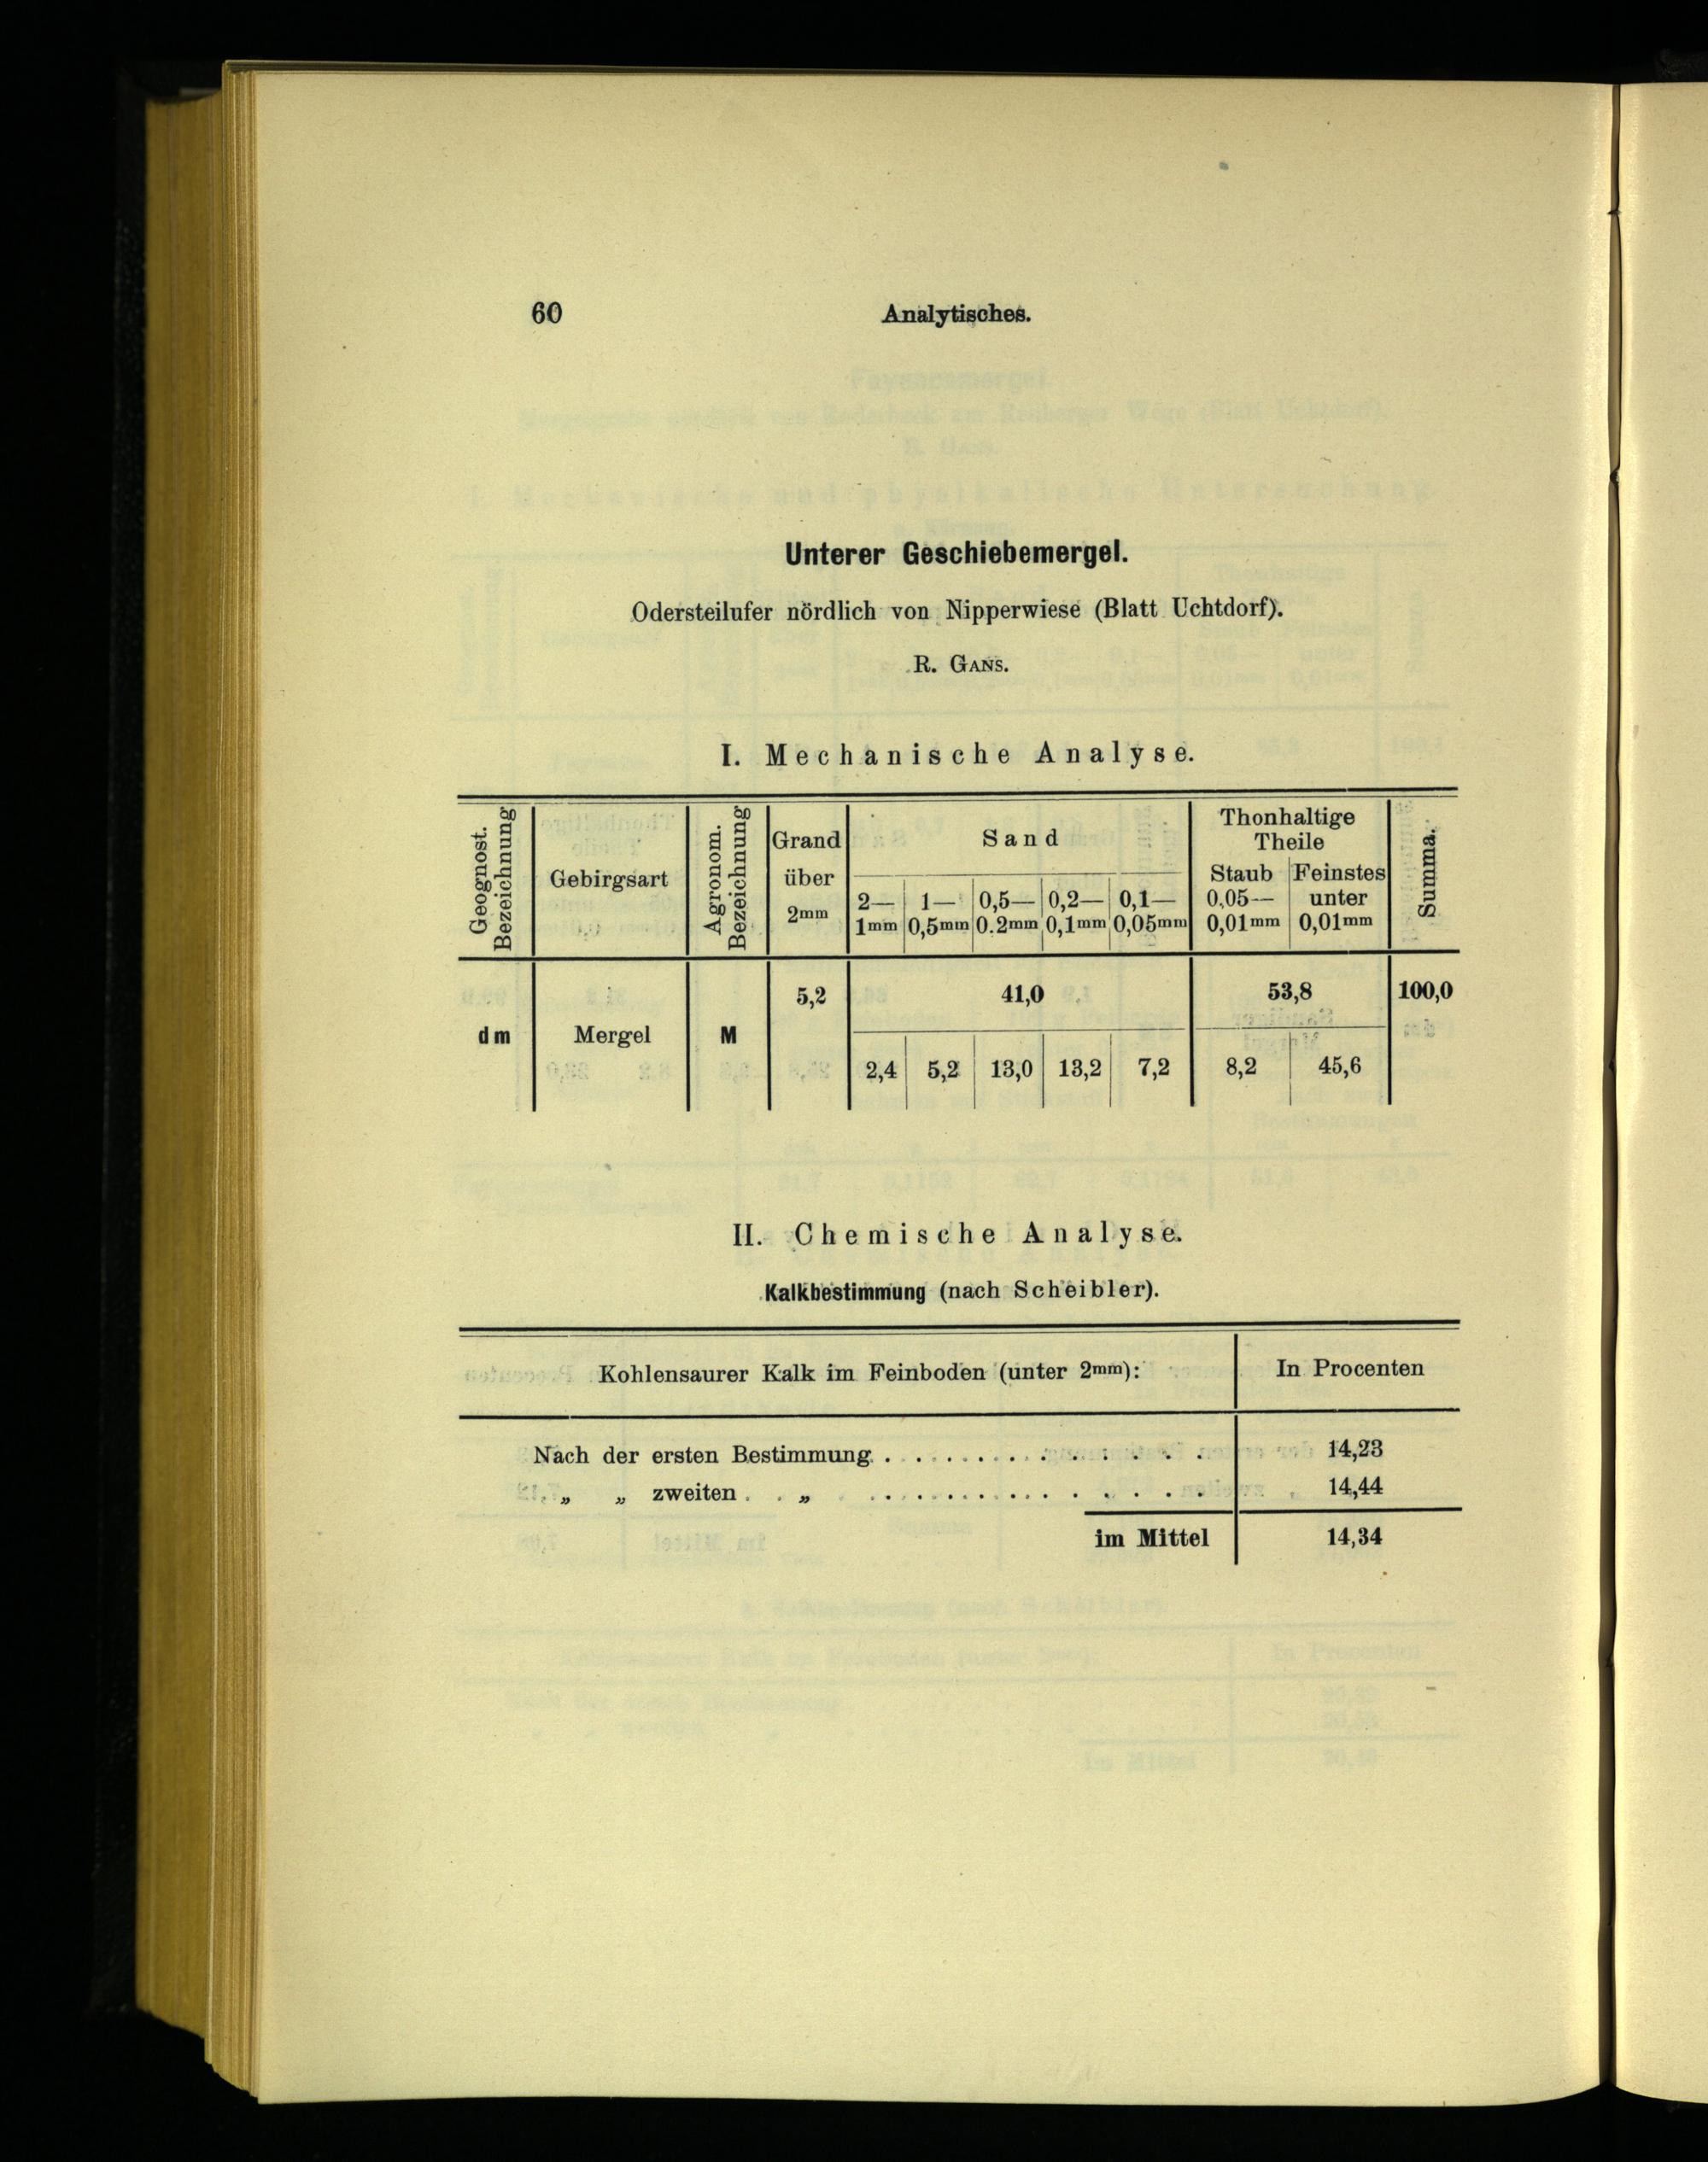 60 Analytisches.
Unterer Geschiebemergel.
Odersteilufer nördlich von Nipperwiese (Blatt Uchtdorf).
R. Gans.
I. Mechanische Analyse.
Geognost. Bezeichnung
Gebirgsart
Agronom. Bezeichnung
Grand
über
2mm
Sand
2— 1— 0,5— 0,2— 0,1—
1mm 0,5mm 0.2mm 0,1mm 0,05mm
Thonhaltige
Theile
Staub Feinstes
0,05— unter
0,01mm 0,01mm
Summa.
5,2 41,0 53,8 100,0
dm Mergel M
2,4 5,2 13,0 13,2 7,2 8,2 45,6
II. Chemische Analyse.
Kalkbestimmung (nach Scheibler).
Kohlensaurer Kalk im Feinboden (unter 2mm): In Procenten
Nach der ersten Bestimmung . . . . . . . . . . . . . . . 14,23
„ „ zweiten „ . . . . . . . . . . . . . . . 14,44
im Mittel 14,34